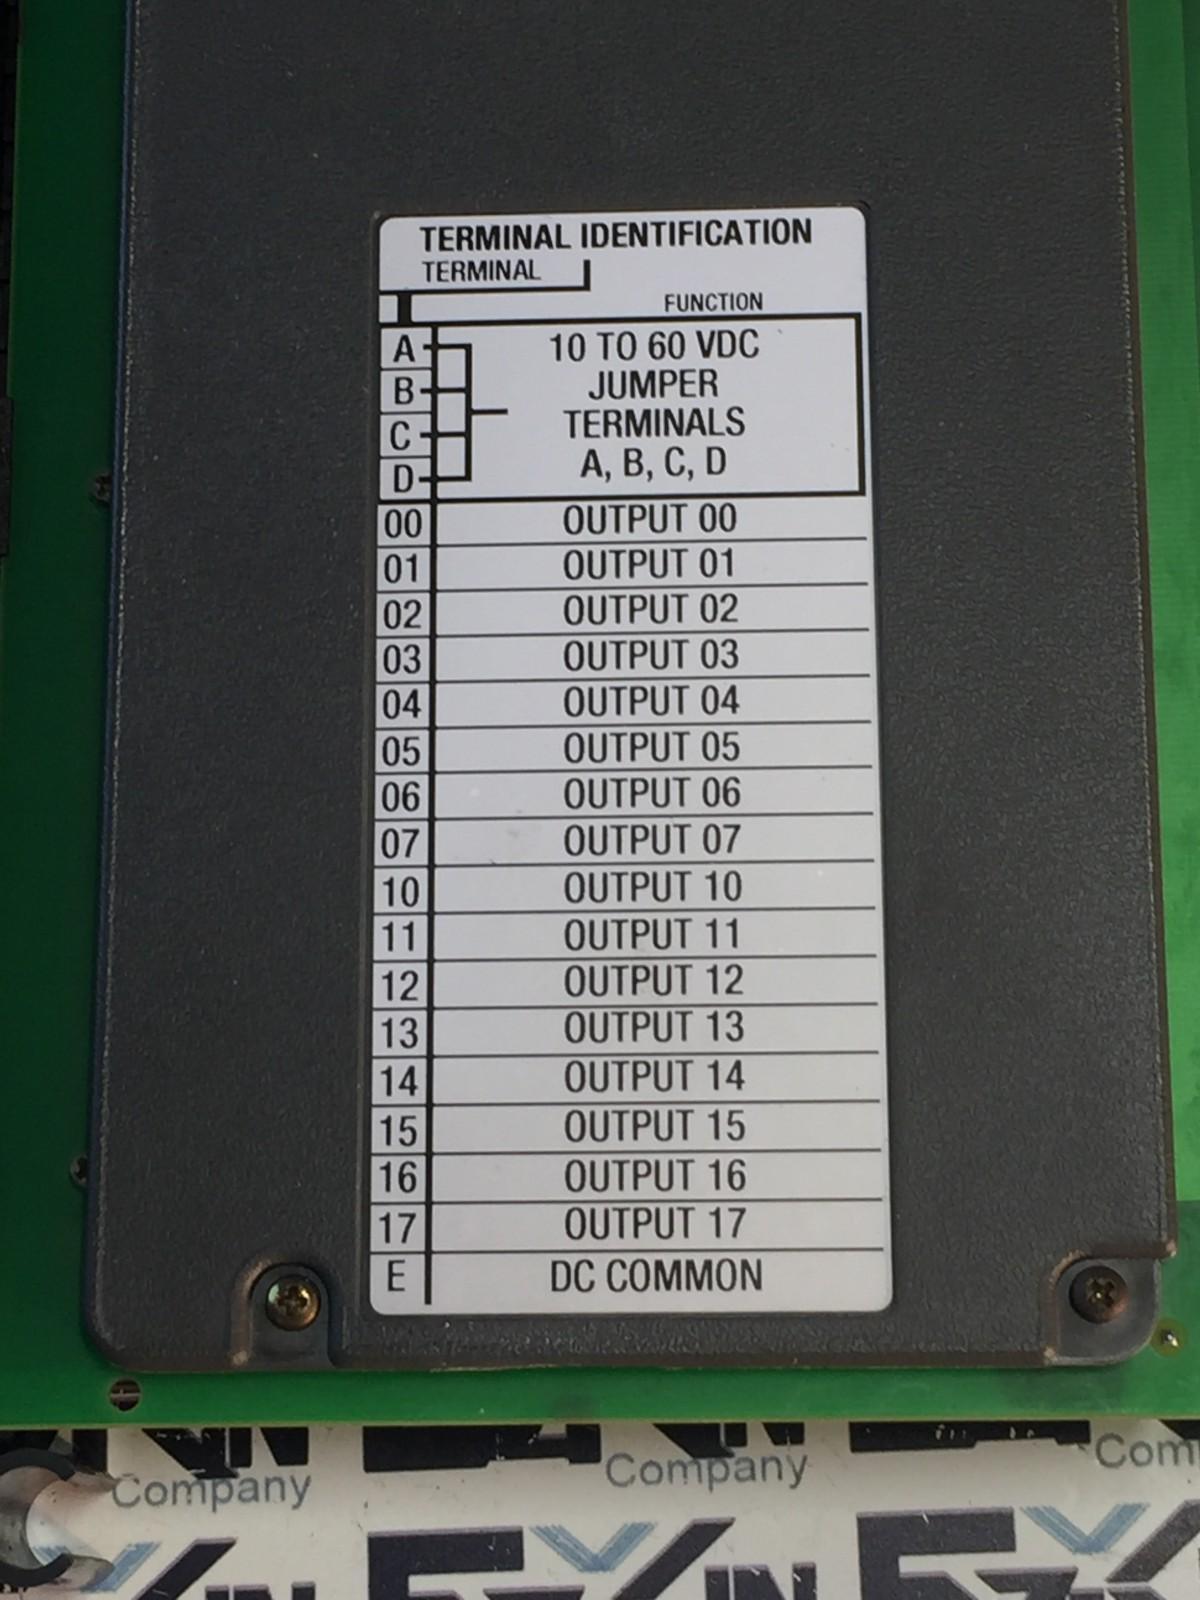 TERMINAL IDENTIFICATION
TERMINAL
FUNCTION
A
B
C
D
10 TO 60 VDC
JUMPER
TERMINALS
A, B, C, D
00 OUTPUT 00
01 OUTPUT 01
02 OUTPUT 02
03 OUTPUT 03
04 OUTPUT 04
05 OUTPUT 05
06 OUTPUT 06
07 OUTPUT 07
10 OUTPUT 10
11 OUTPUT 11
12 OUTPUT 12
13 OUTPUT 13
14 OUTPUT 14
15 OUTPUT 15
16 OUTPUT 16
17 OUTPUT 17
E DC COMMON
Company Company